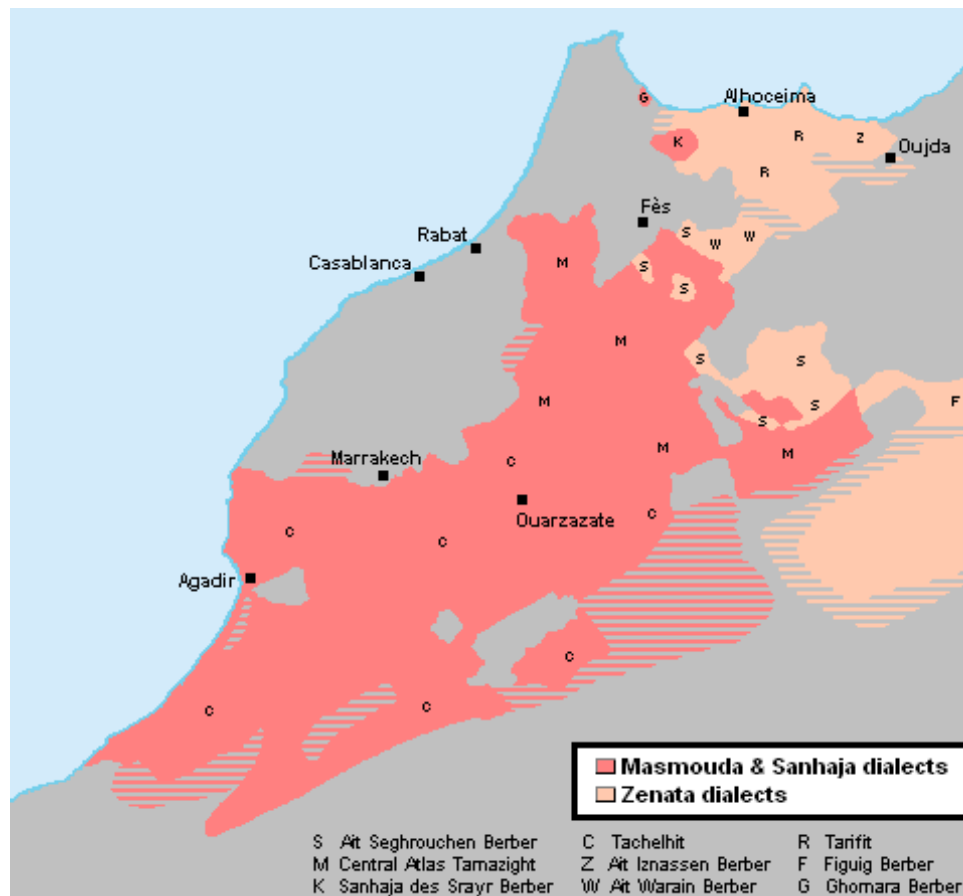 G
Alhoceima
R
Z
K
Oujda
R
Fès
S
W
W
Rabat
Casablanca
M
S
S
M
S
S
M
S
S
F
M
M
Marrakech
C
Ouarzazate
C
C
C
Agadir
C
C
C
Masmouda & Sanhaja dialects
Zenata dialects
S Ait Seghrouchen Berber
C Tachelhit
R Tarifit
M Central Atlas Tamazight
Z Ait Iznassen Berber
F Figuig Berber
K Sanhaja des Srayr Berber
W Ait Warain Berber
G Ghomara Berber